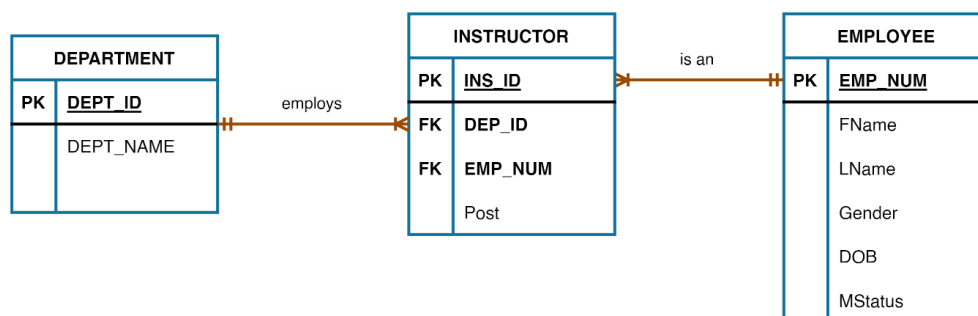 DEPARTMENT
PK DEPT_ID
DEPT_NAME
employs
INSTRUCTOR
PK INS_ID
FK DEP_ID
FK EMP_NUM
Post
is an
EMPLOYEE
PK EMP_NUM
FName
LName
Gender
DOB
MStatus